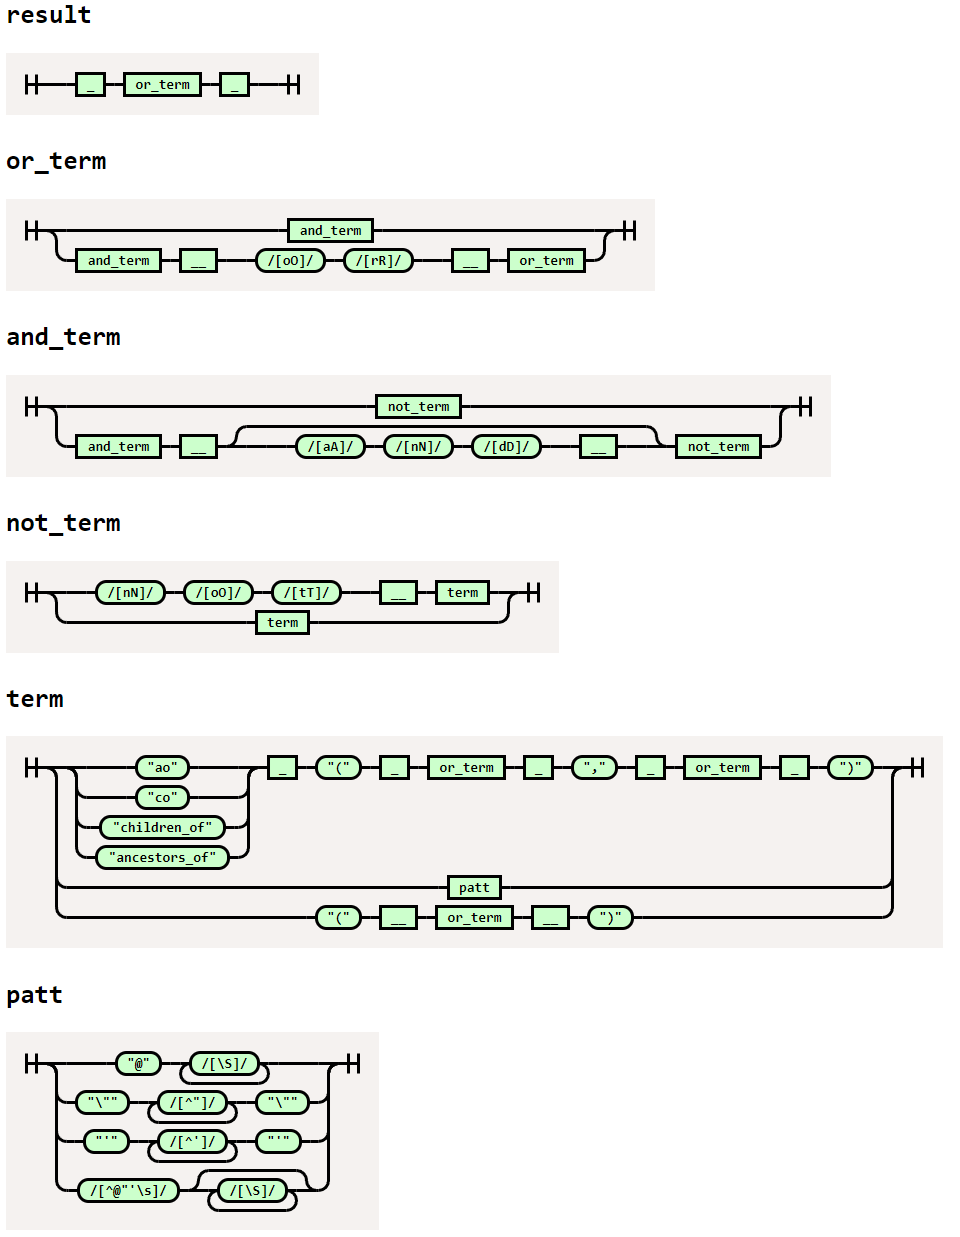 result
_ or_term _
or_term
and_term
and_term __ /[oO]/ /[rR]/ __ or_term
and_term
not_term
and_term __ /[aA]/ /[nN]/ /[dD]/ __ not_term
not_term
/[nN]/ /[oO]/ /[tT]/ __ term
term
term
"ao" _ "(" _ or_term _ "," _ or_term _ ")"
"co"
"children_of"
"ancestors_of"
patt
"(" __ or_term __ ")"
patt
"@" /[\S]/
"\"" /[^"]/ "\""
"'" /[^']/ "'"
/[^@"'\s]/ /[\S]/